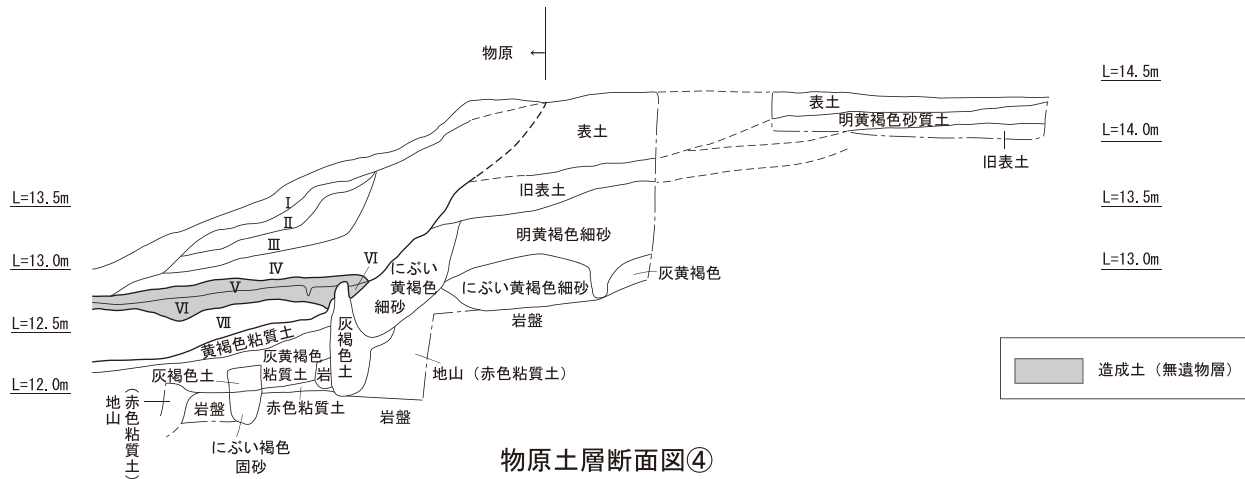 物原 ←
L=14.5m
L=14.0m
L=13.5m
L=13.0m
L=13.5m
L=13.0m
L=12.5m
L=12.0m
表土
明黄褐色砂質土
旧表土
表土
旧表土
明黄褐色細砂
にぶい黄褐色細砂
灰黄褐色
岩盤
Ⅰ
Ⅱ
Ⅲ
Ⅳ
Ⅴ
Ⅵ
Ⅵ
Ⅶ
にぶい
黄褐色
細砂
黄褐色粘質土
灰褐色土
灰黄褐色
粘質土
岩
灰褐色土
地山（赤色粘質土）
岩盤
赤色粘質土
岩盤
地山
（赤色粘質土）
にぶい褐色
固砂
造成土（無遺物層）
物原土層断面図④